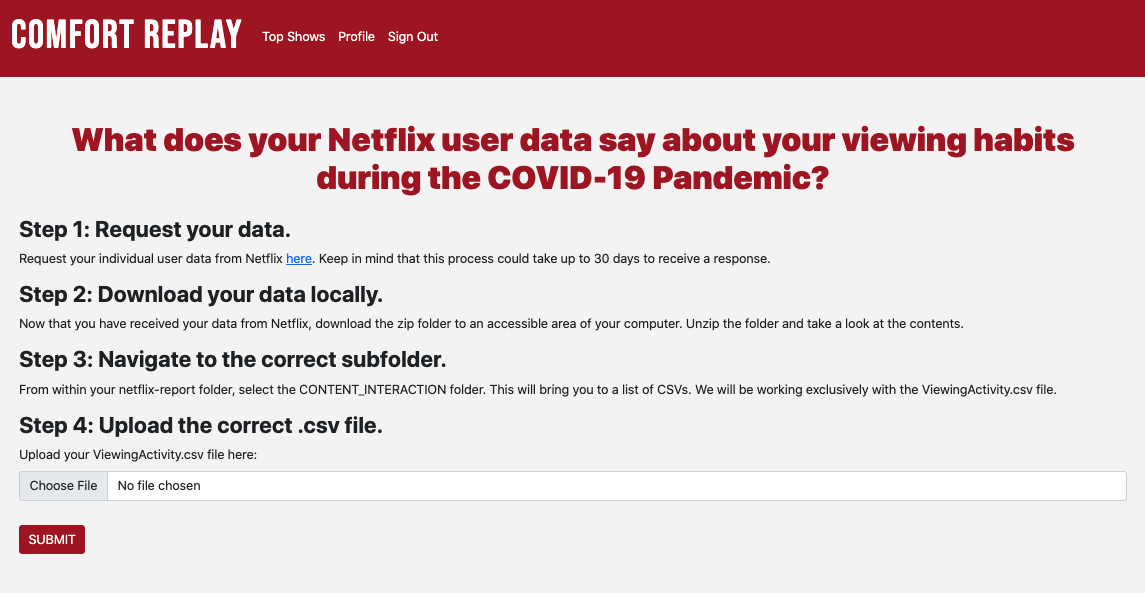 COMFORT REPLAY
Top Shows Profile Sign Out
What does your Netflix user data say about your viewing habits
during the COVID-19 Pandemic?
Step 1: Request your data.
Request your individual user data from Netflix here. Keep in mind that this process could take up to 30 days to receive a response.
Step 2: Download your data locally.
Now that you have received your data from Netflix, download the zip folder to an accessible area of your computer. Unzip the folder and take a look at the contents.
Step 3: Navigate to the correct subfolder.
From within your netflix-report folder, select the CONTENT_INTERACTION folder. This will bring you to a list of CSVs. We will be working exclusively with the ViewingActivity.csv file.
Step 4: Upload the correct .csv file.
Upload your ViewingActivity.csv file here:
Choose File No file chosen
SUBMIT